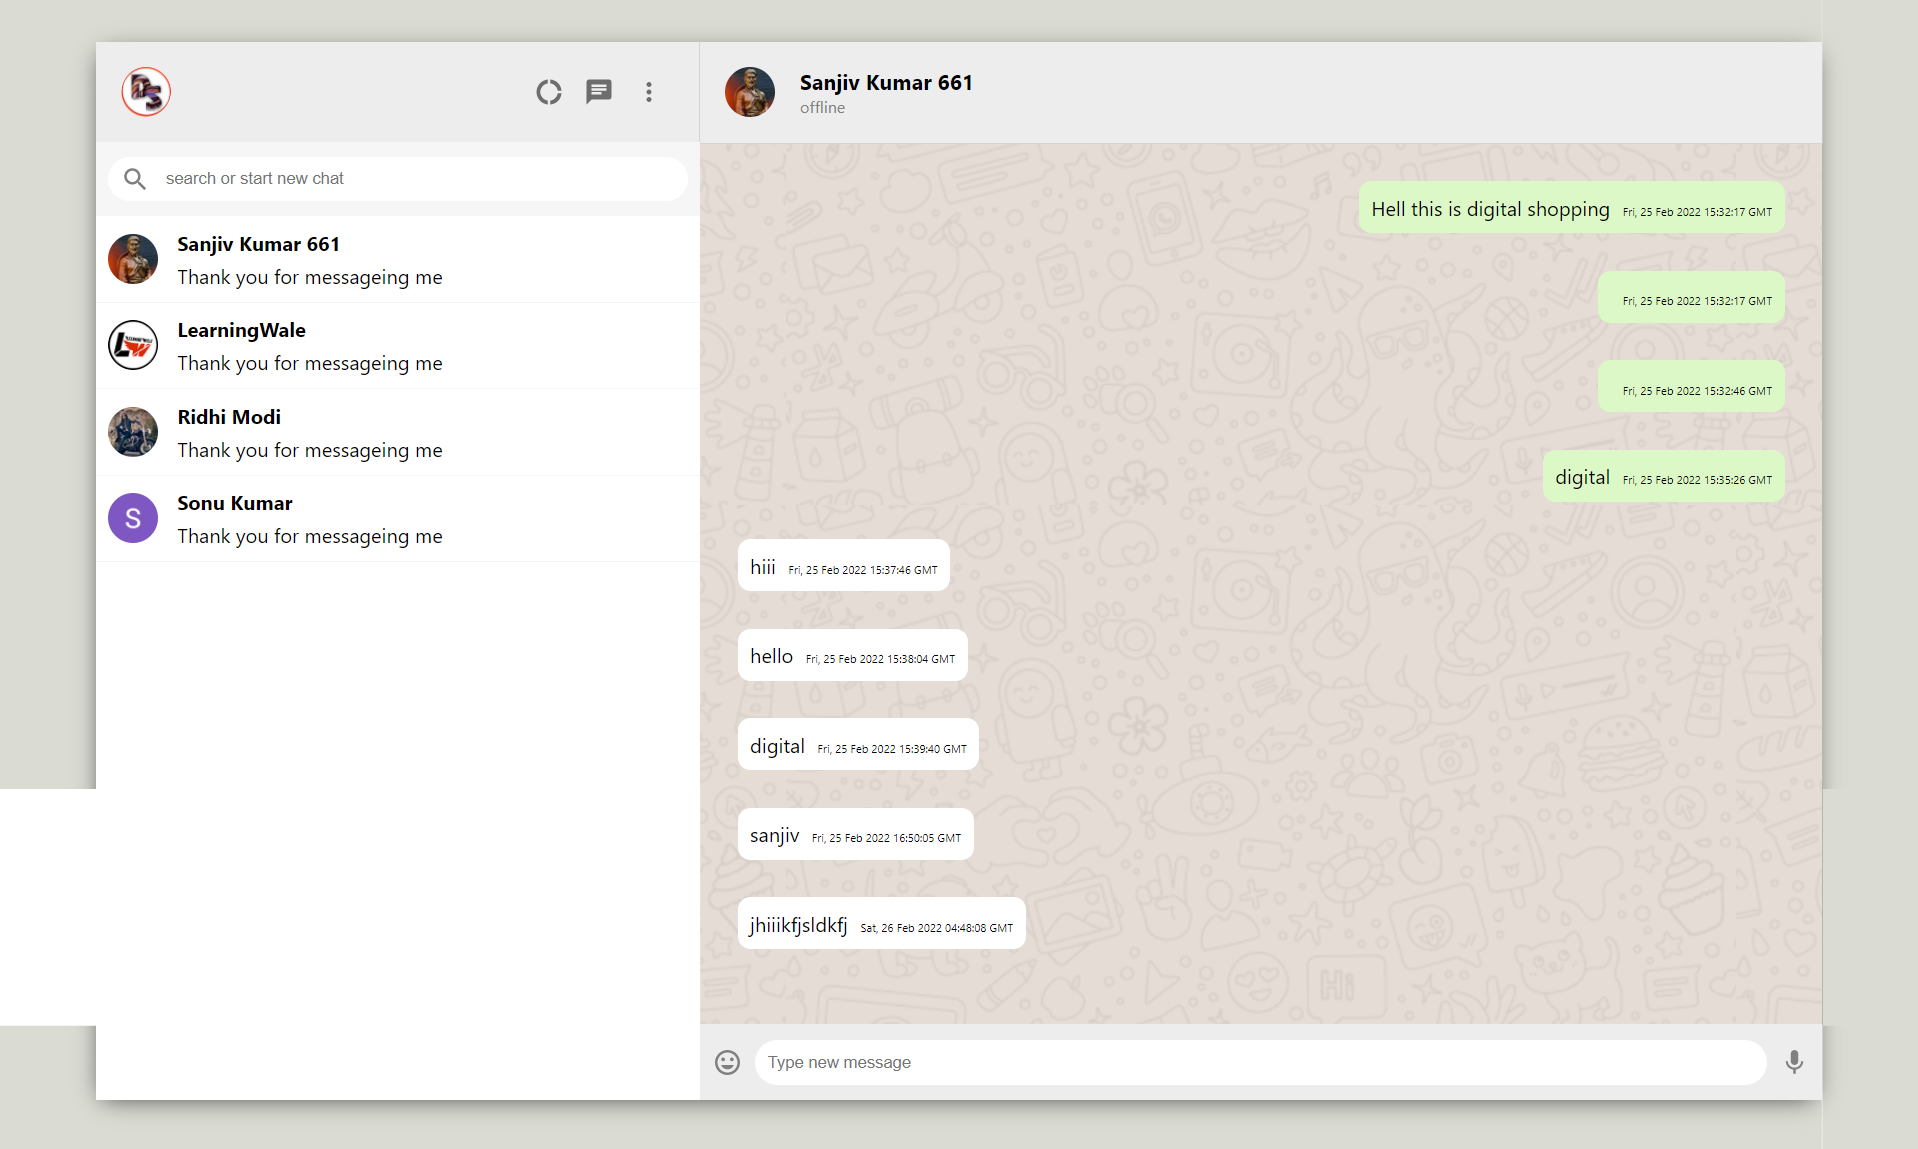 DS
search or start new chat
Sanjiv Kumar 661
Thank you for messageing me
LearningWale
Thank you for messageing me
Ridhi Modi
Thank you for messageing me
S
Sonu Kumar
Thank you for messageing me
Sanjiv Kumar 661
offline
Hell this is digital shopping Fri, 25 Feb 2022 15:32:17 GMT
Fri, 25 Feb 2022 15:32:17 GMT
Fri, 25 Feb 2022 15:32:46 GMT
digital Fri, 25 Feb 2022 15:35:26 GMT
hiii Fri, 25 Feb 2022 15:37:46 GMT
hello Fri, 25 Feb 2022 15:38:04 GMT
digital Fri, 25 Feb 2022 15:39:40 GMT
sanjiv Fri, 25 Feb 2022 16:50:05 GMT
jhiiikfjsldkfj Sat, 26 Feb 2022 04:48:08 GMT
Hi
Type new message